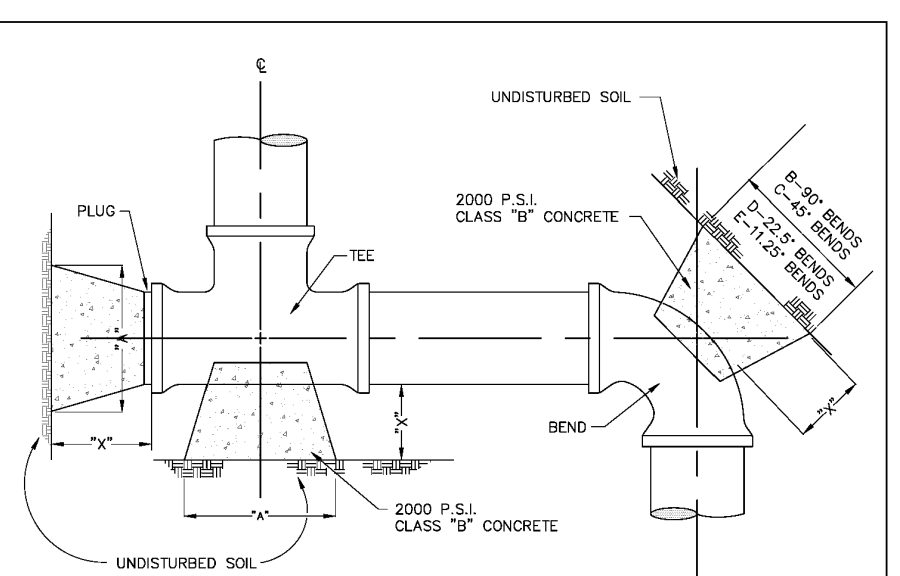 ℄
UNDISTURBED SOIL
B-90° BENDS
C-45° BENDS
D-22.5° BENDS
E-11.25° BENDS
2000 P.S.I.
CLASS "B" CONCRETE
PLUG
TEE
"A"
"X"
"X"
"X"
BEND
"A"
2000 P.S.I.
CLASS "B" CONCRETE
UNDISTURBED SOIL